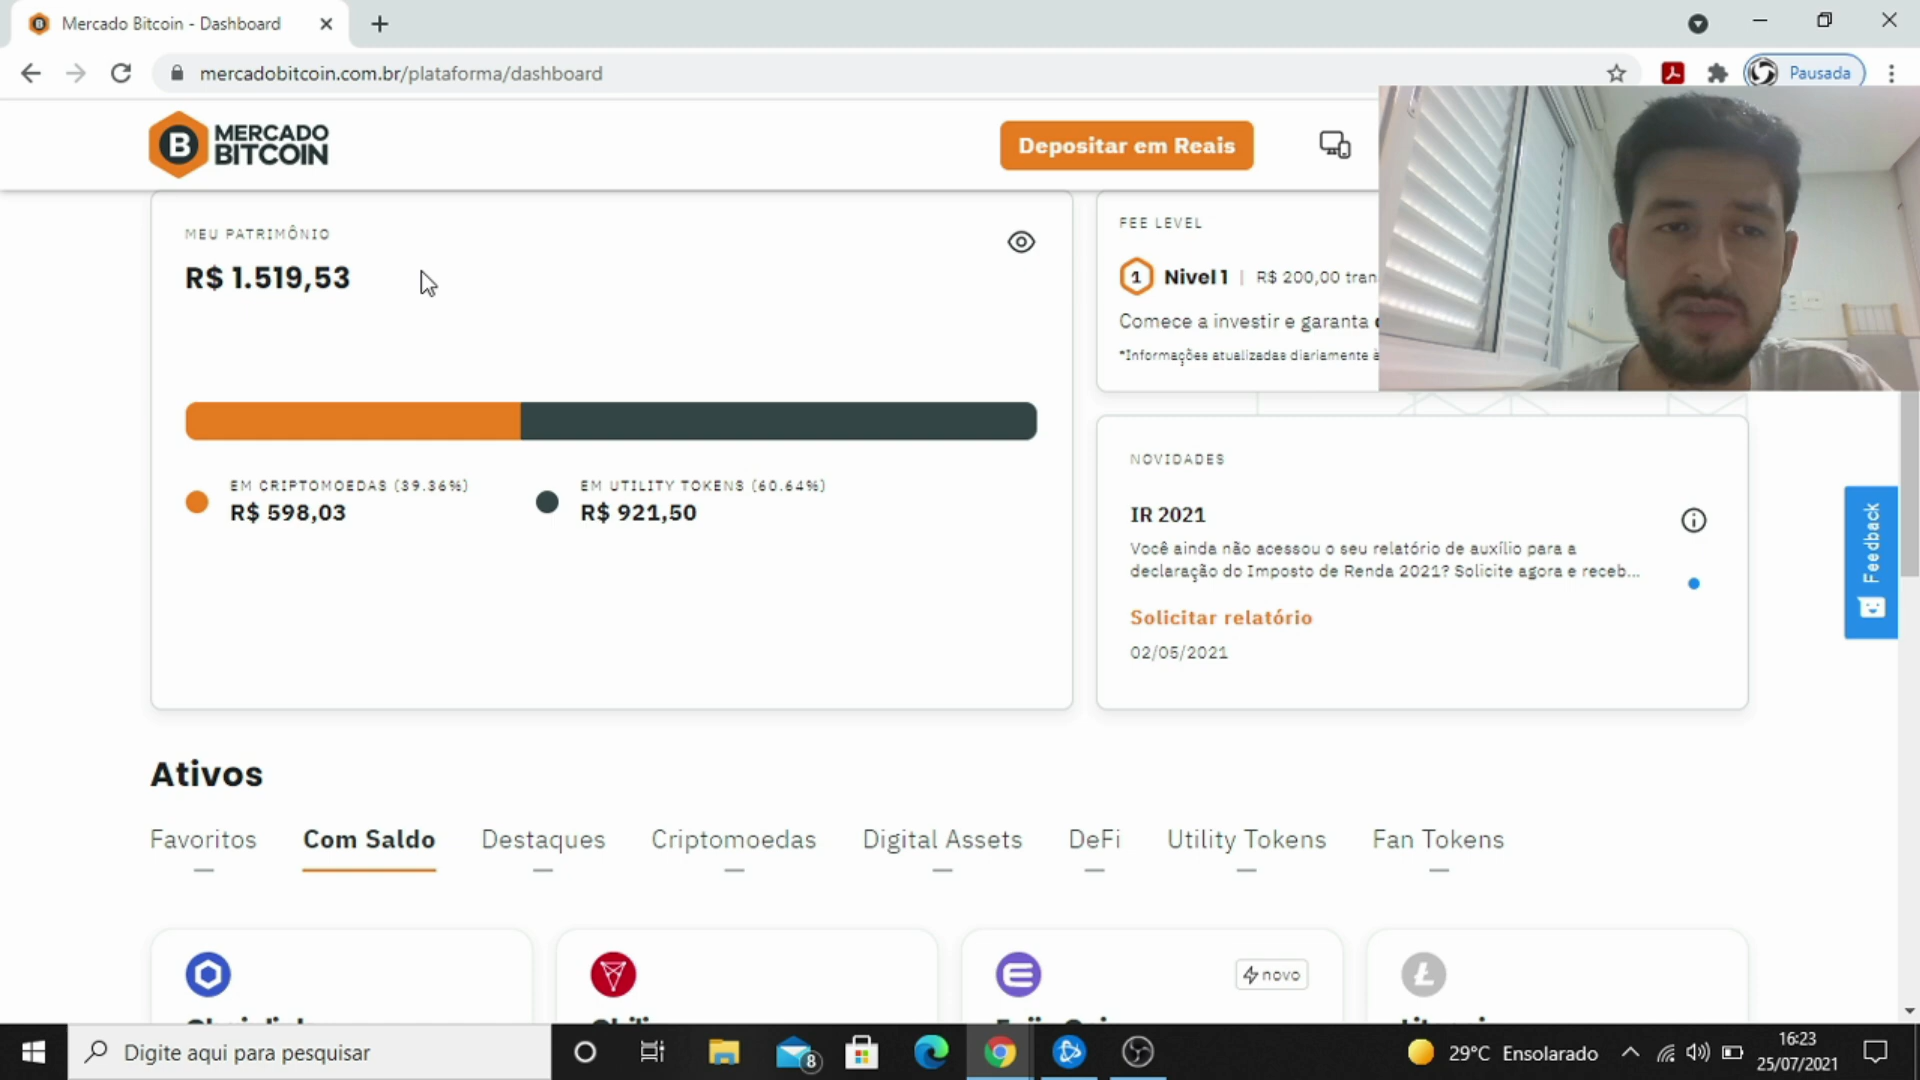 Mercado Bitcoin - Dashboard
mercadobitcoin.com.br/plataforma/dashboard
Pausada
B MERCADO
BITCOIN
Depositar em Reais
MEU PATRIMÔNIO
R$ 1.519,53
EM CRIPTOMOEDAS (39.36%)
R$ 598,03
EM UTILITY TOKENS (60.64%)
R$ 921,50
FEE LEVEL
1 Nivel 1 | R$ 200,00 tran
Comece a investir e garanta
*Informações atualizadas diariamente à
NOVIDADES
IR 2021
Você ainda não acessou o seu relatório de auxílio para a
declaração do Imposto de Renda 2021? Solicite agora e receb...
Solicitar relatório
02/05/2021
Feedback
Ativos
Favoritos
Com Saldo
Destaques
Criptomoedas
Digital Assets
DeFi
Utility Tokens
Fan Tokens
novo
Digite aqui para pesquisar
8
29°C Ensolarado
16:23
25/07/2021